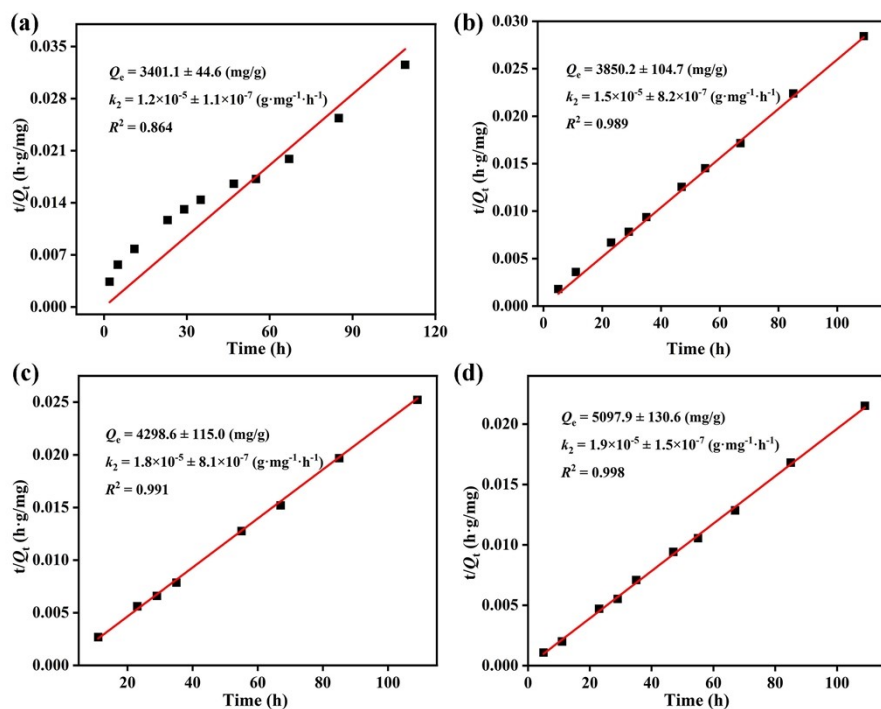 (a)
Qₑ = 3401.1 ± 44.6 (mg/g)
k₂ = 1.2×10⁻⁵ ± 1.1×10⁻⁷ (g·mg⁻¹·h⁻¹)
R² = 0.864
t/Qₜ (h·g/mg)
0.035
0.028
0.021
0.014
0.007
0.000
0 30 60 90 120
Time (h)
(b)
Qₑ = 3850.2 ± 104.7 (mg/g)
k₂ = 1.5×10⁻⁵ ± 8.2×10⁻⁷ (g·mg⁻¹·h⁻¹)
R² = 0.989
t/Qₜ (h·g/mg)
0.030
0.025
0.020
0.015
0.010
0.005
0.000
0 20 40 60 80 100
Time (h)
(c)
Qₑ = 4298.6 ± 115.0 (mg/g)
k₂ = 1.8×10⁻⁵ ± 8.1×10⁻⁷ (g·mg⁻¹·h⁻¹)
R² = 0.991
t/Qₜ (h·g/mg)
0.025
0.020
0.015
0.010
0.005
0.000
20 40 60 80 100
Time (h)
(d)
Qₑ = 5097.9 ± 130.6 (mg/g)
k₂ = 1.9×10⁻⁵ ± 1.5×10⁻⁷ (g·mg⁻¹·h⁻¹)
R² = 0.998
t/Qₜ (h·g/mg)
0.020
0.015
0.010
0.005
0.000
0 20 40 60 80 100
Time (h)